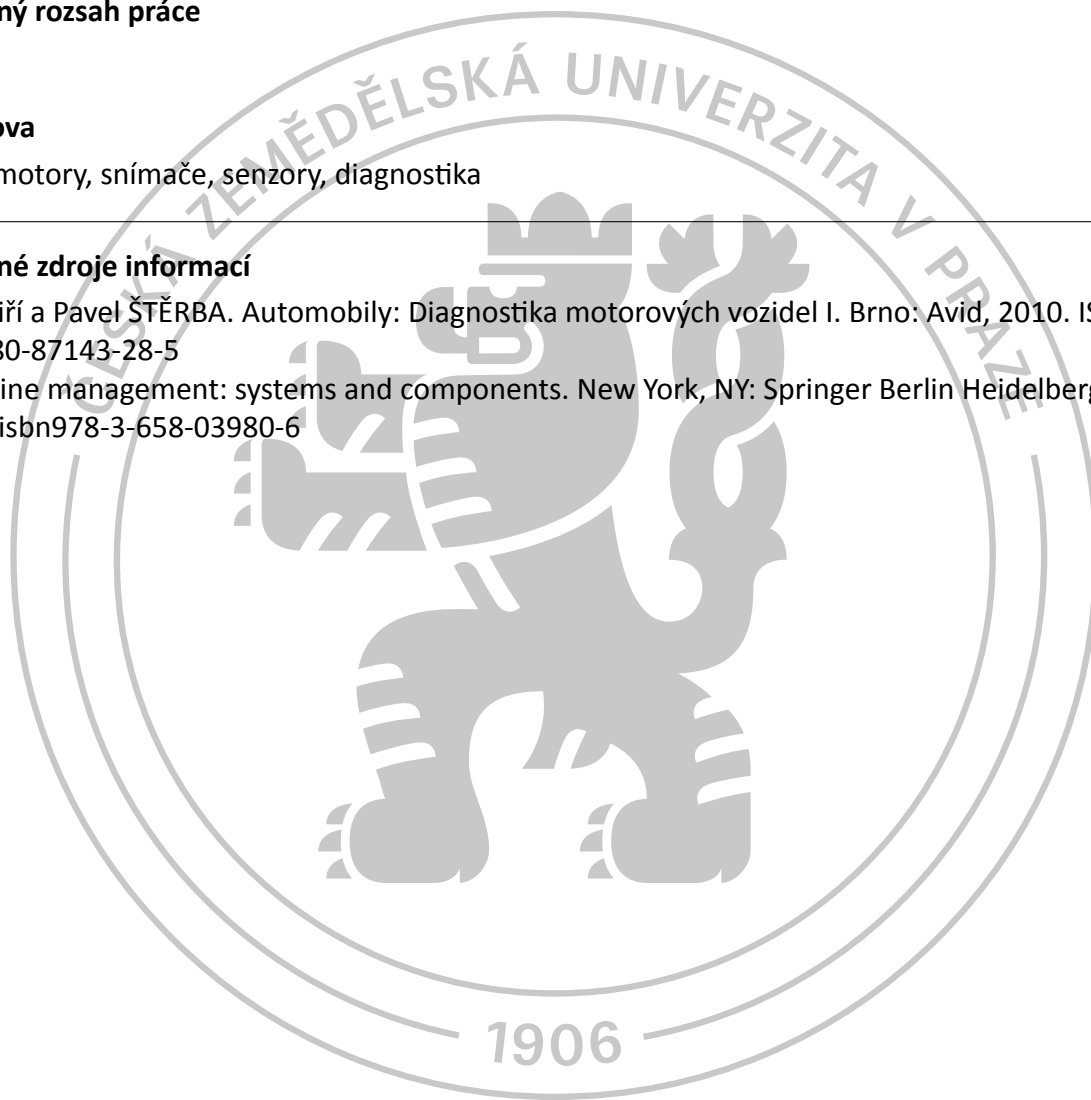 ný rozsah práce
ova
motory, snímače, senzory, diagnostika
né zdroje informací
iří a Pavel ŠTĚRBA. Automobily: Diagnostika motorových vozidel I. Brno: Avid, 2010. IS
80-87143-28-5
ine management: systems and components. New York, NY: Springer Berlin Heidelberg
isbn978-3-658-03980-6
ČESKÁ ZEMĚDĚLSKÁ UNIVERZITA V PRAZE
1906